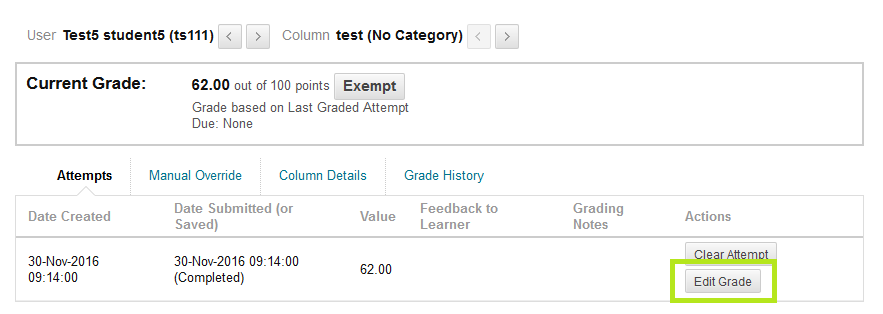 User Test5 student5 (ts111) < > Column test (No Category) < >
Current Grade: 62.00 out of 100 points Exempt
Grade based on Last Graded Attempt
Due: None
Attempts Manual Override Column Details Grade History
Date Created Date Submitted (or Saved) Value Feedback to Learner Grading Notes Actions
30-Nov-2016 09:14:00 30-Nov-2016 09:14:00 (Completed) 62.00 Clear Attempt
Edit Grade